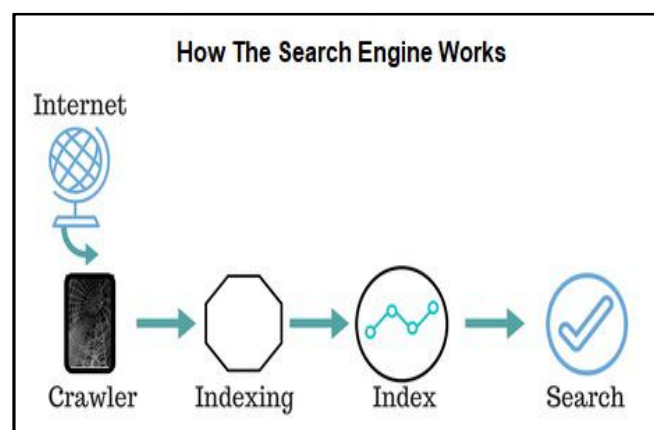 How The Search Engine Works
Internet
Crawler
Indexing
Index
Search